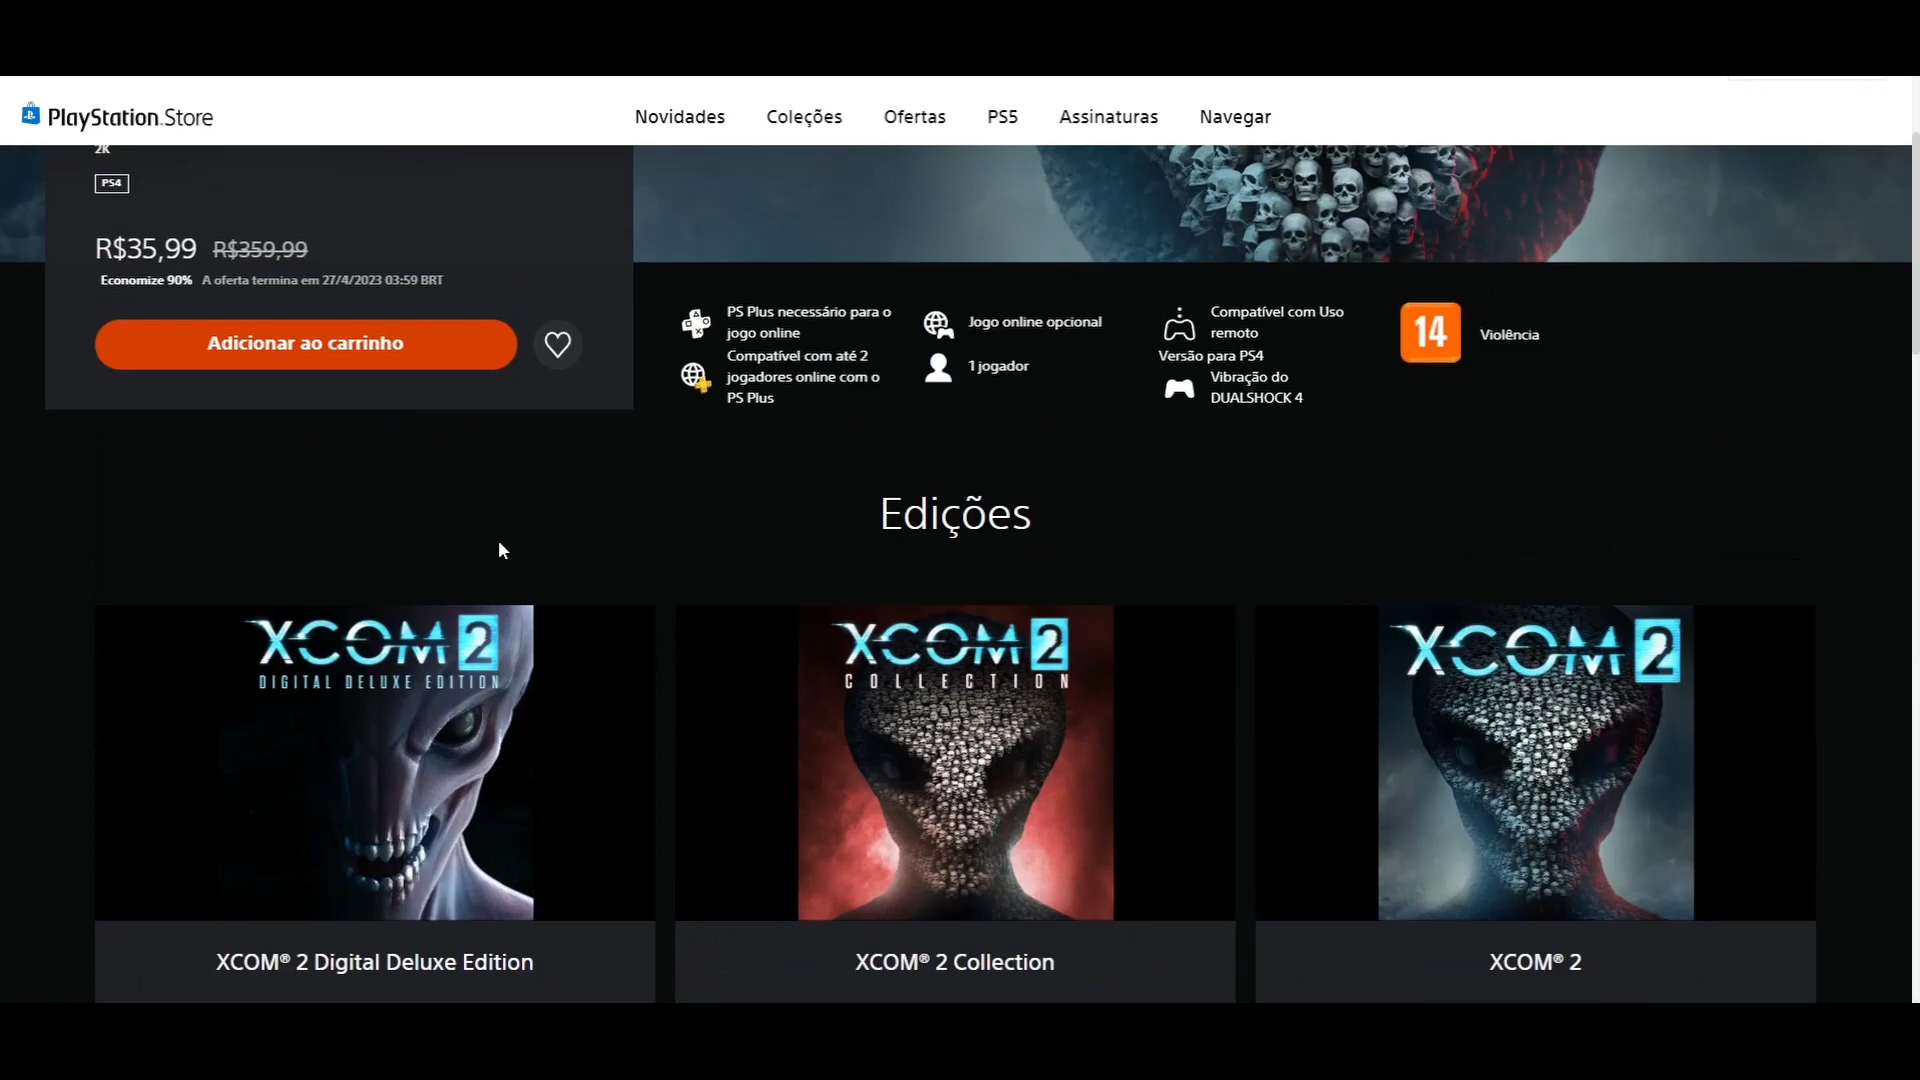 PlayStation Store
Novidades
Coleções
Ofertas
PS5
Assinaturas
Navegar
2K
PS4
R$35,99 R$359,99
Economize 90% A oferta termina em 27/4/2023 03:59 BRT
Adicionar ao carrinho
PS Plus necessário para o
jogo online
Compatível com até 2
jogadores online com o
PS Plus
Jogo online opcional
1 jogador
Compatível com Uso
remoto
Versão para PS4
Vibração do
DUALSHOCK 4
14
Violência
Edições
XCOM 2
DIGITAL DELUXE EDITION
XCOM® 2 Digital Deluxe Edition
XCOM 2
COLLECTION
XCOM® 2 Collection
XCOM 2
XCOM® 2